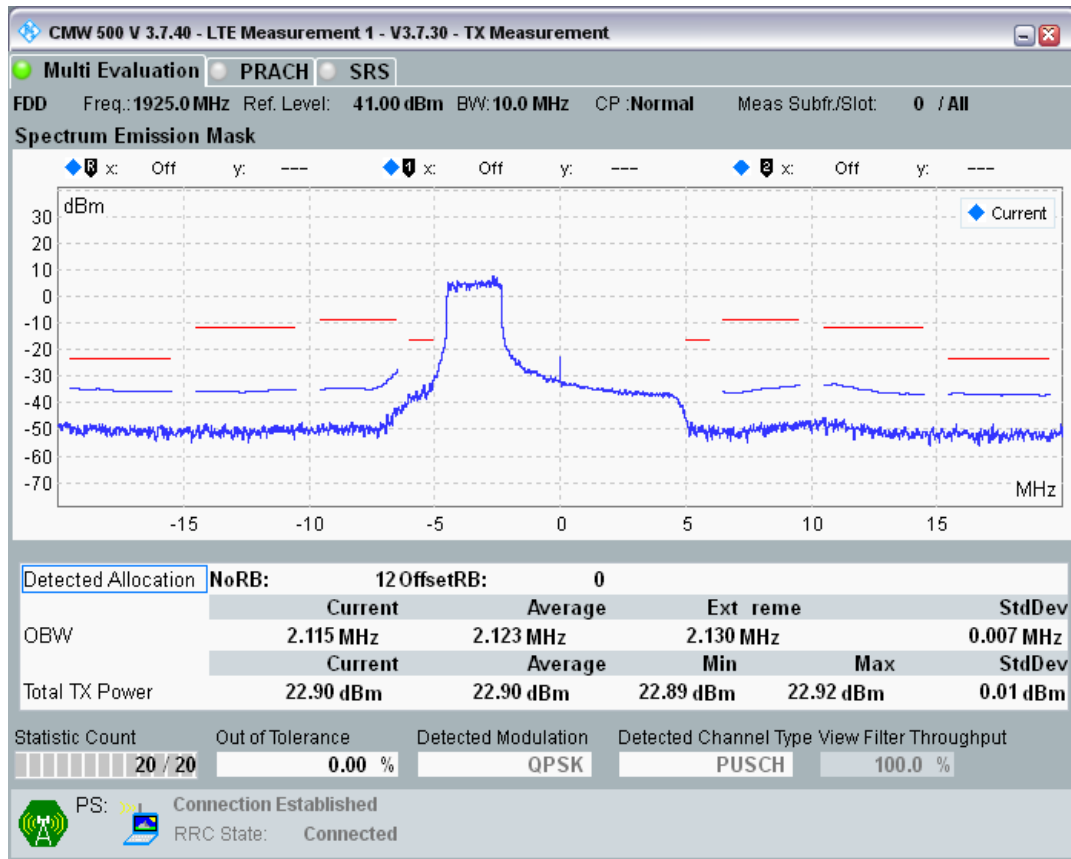 CMW 500 V 3.7.40 - LTE Measurement 1 - V3.7.30 - TX Measurement
Multi Evaluation PRACH SRS
FDD Freq.: 1925.0 MHz Ref. Level: 41.00 dBm BW: 10.0 MHz CP : Normal Meas Subfr./Slot: 0 / All
Spectrum Emission Mask
R x: Off y: --- 1 x: Off y: --- 2 x: Off y: ---
dBm
Current
30
20
10
0
-10
-20
-30
-40
-50
-60
-70
MHz
-15 -10 -5 0 5 10 15
Detected Allocation NoRB: 12 OffsetRB: 0
Current Average Ext reme StdDev
OBW 2.115 MHz 2.123 MHz 2.130 MHz 0.007 MHz
Current Average Min Max StdDev
Total TX Power 22.90 dBm 22.90 dBm 22.89 dBm 22.92 dBm 0.01 dBm
Statistic Count Out of Tolerance Detected Modulation Detected Channel Type View Filter Throughput
20 / 20 0.00 % QPSK PUSCH 100.0 %
PS: Connection Established
RRC State: Connected